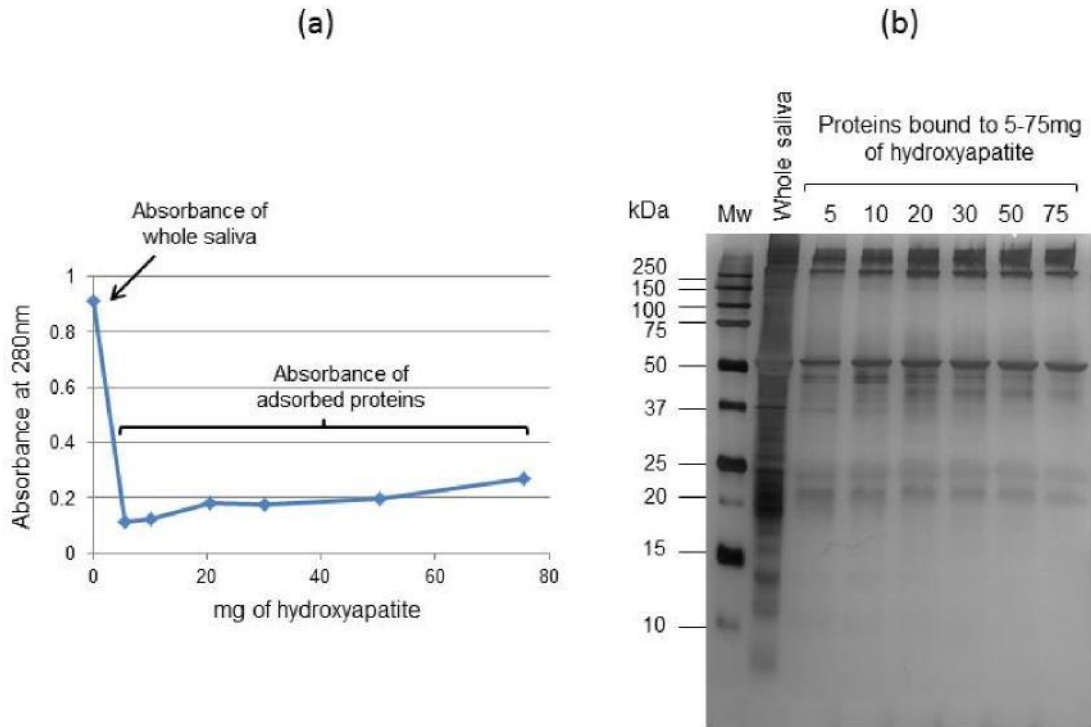 (a)
Absorbance of
whole saliva
1
0.8
0.6
0.4
0.2
0
Absorbance at 280nm
Absorbance of
adsorbed proteins
0 20 40 60 80
mg of hydroxyapatite
(b)
Whole saliva
Proteins bound to 5-75mg
of hydroxyapatite
kDa Mw 5 10 20 30 50 75
250
150
100
75
50
37
25
20
15
10